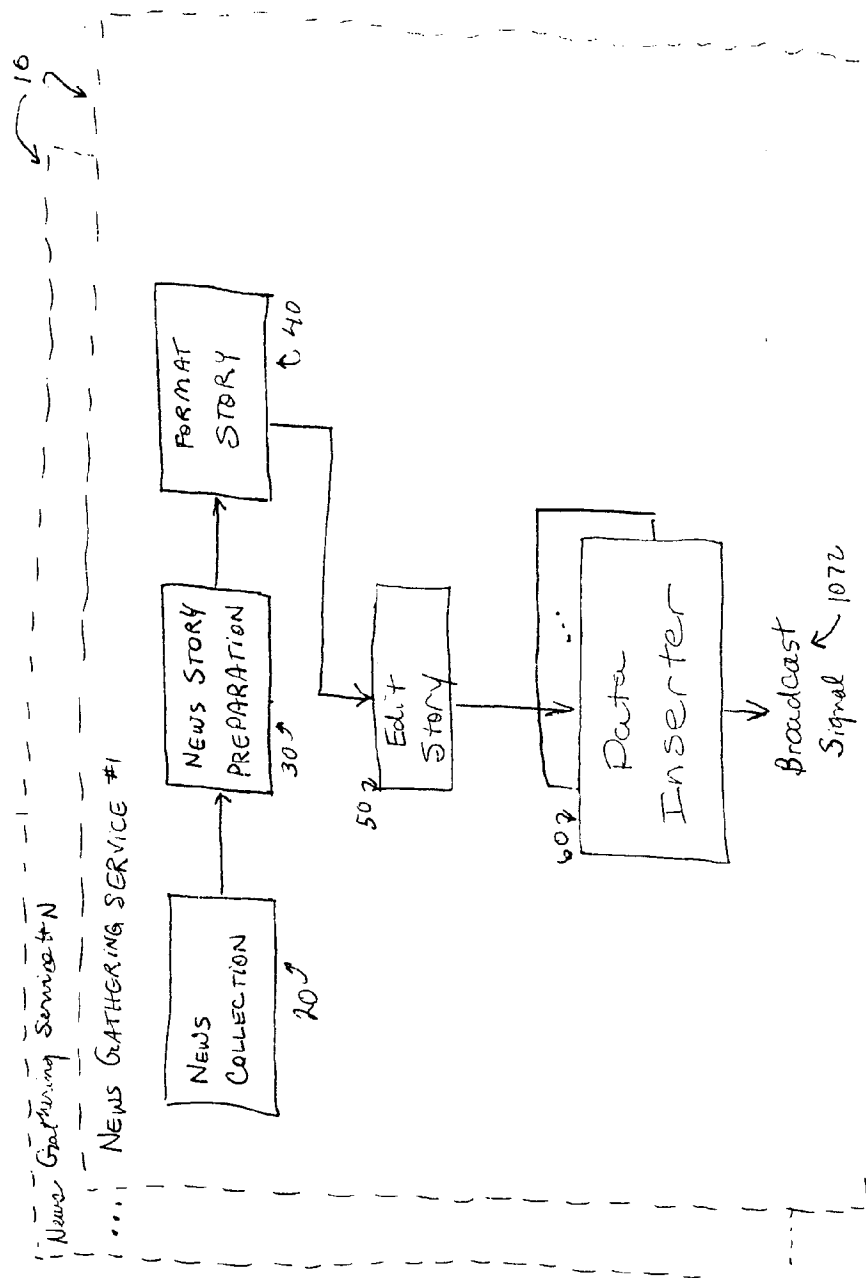 10
News Gathering Service #N
....
NEWS GATHERING SERVICE #1
NEWS
COLLECTION
20
NEWS STORY
PREPARATION
30
FORMAT
STORY
40
50
Edit
Story
60
...
Data
Inserter
Broadcast
Signal
1072